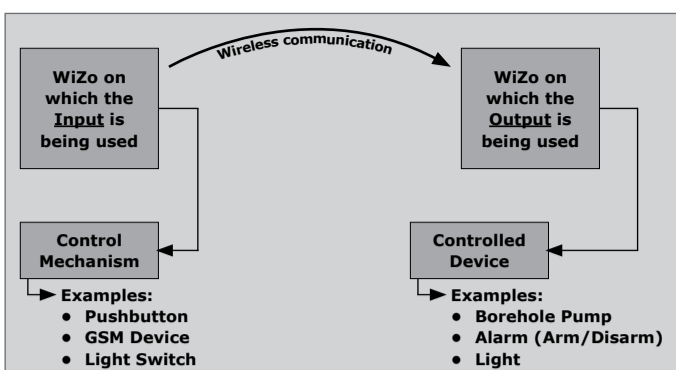 Wireless communication
WiZo on
which the
Input is
being used
WiZo on
which the
Output is
being used
Control
Mechanism
Controlled
Device
Examples:
● Pushbutton
● GSM Device
● Light Switch
Examples:
● Borehole Pump
● Alarm (Arm/Disarm)
● Light